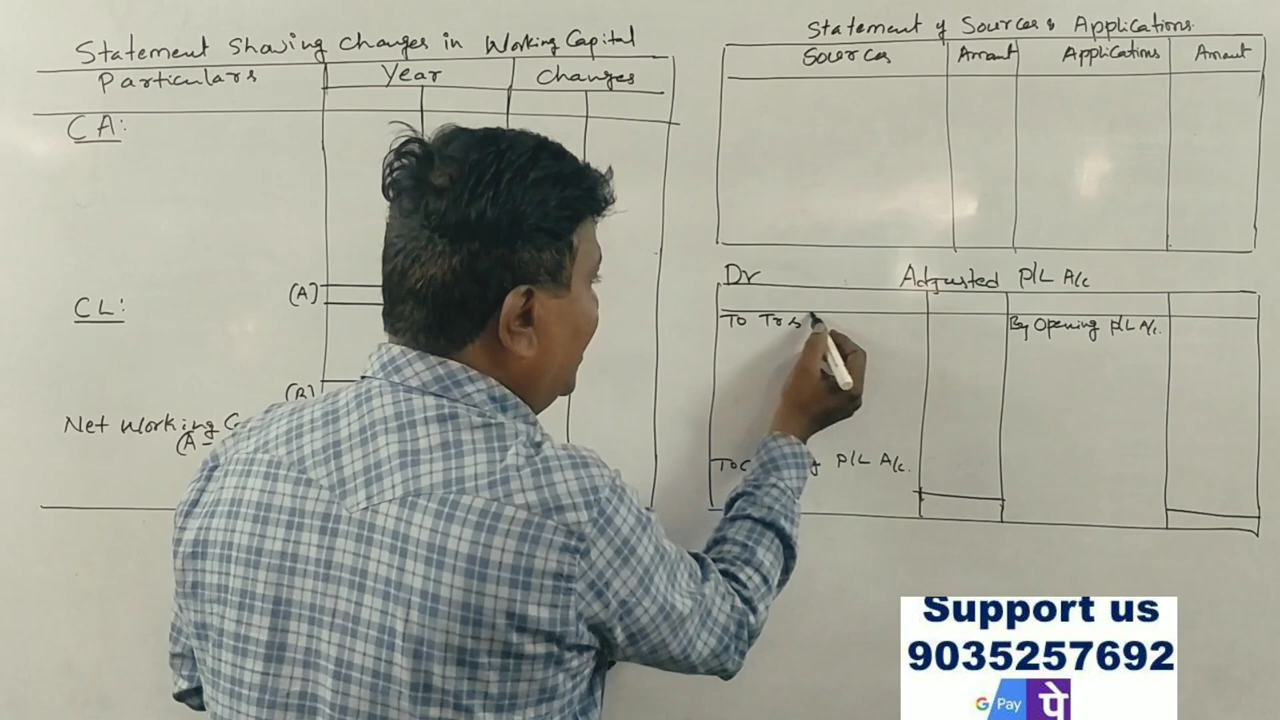 Statement Showing Changes in Working Capital
Particulars Year Changes
CA:
(A)
CL:
(B)
Net Working C
(A-
Statement of Sources & Applications
Sources Amount Applications Amount
Dr Adjusted P/L A/c
To Trs By Opening P/L A/c.
P/L A/c.
Support us
9035257692
G Pay पे